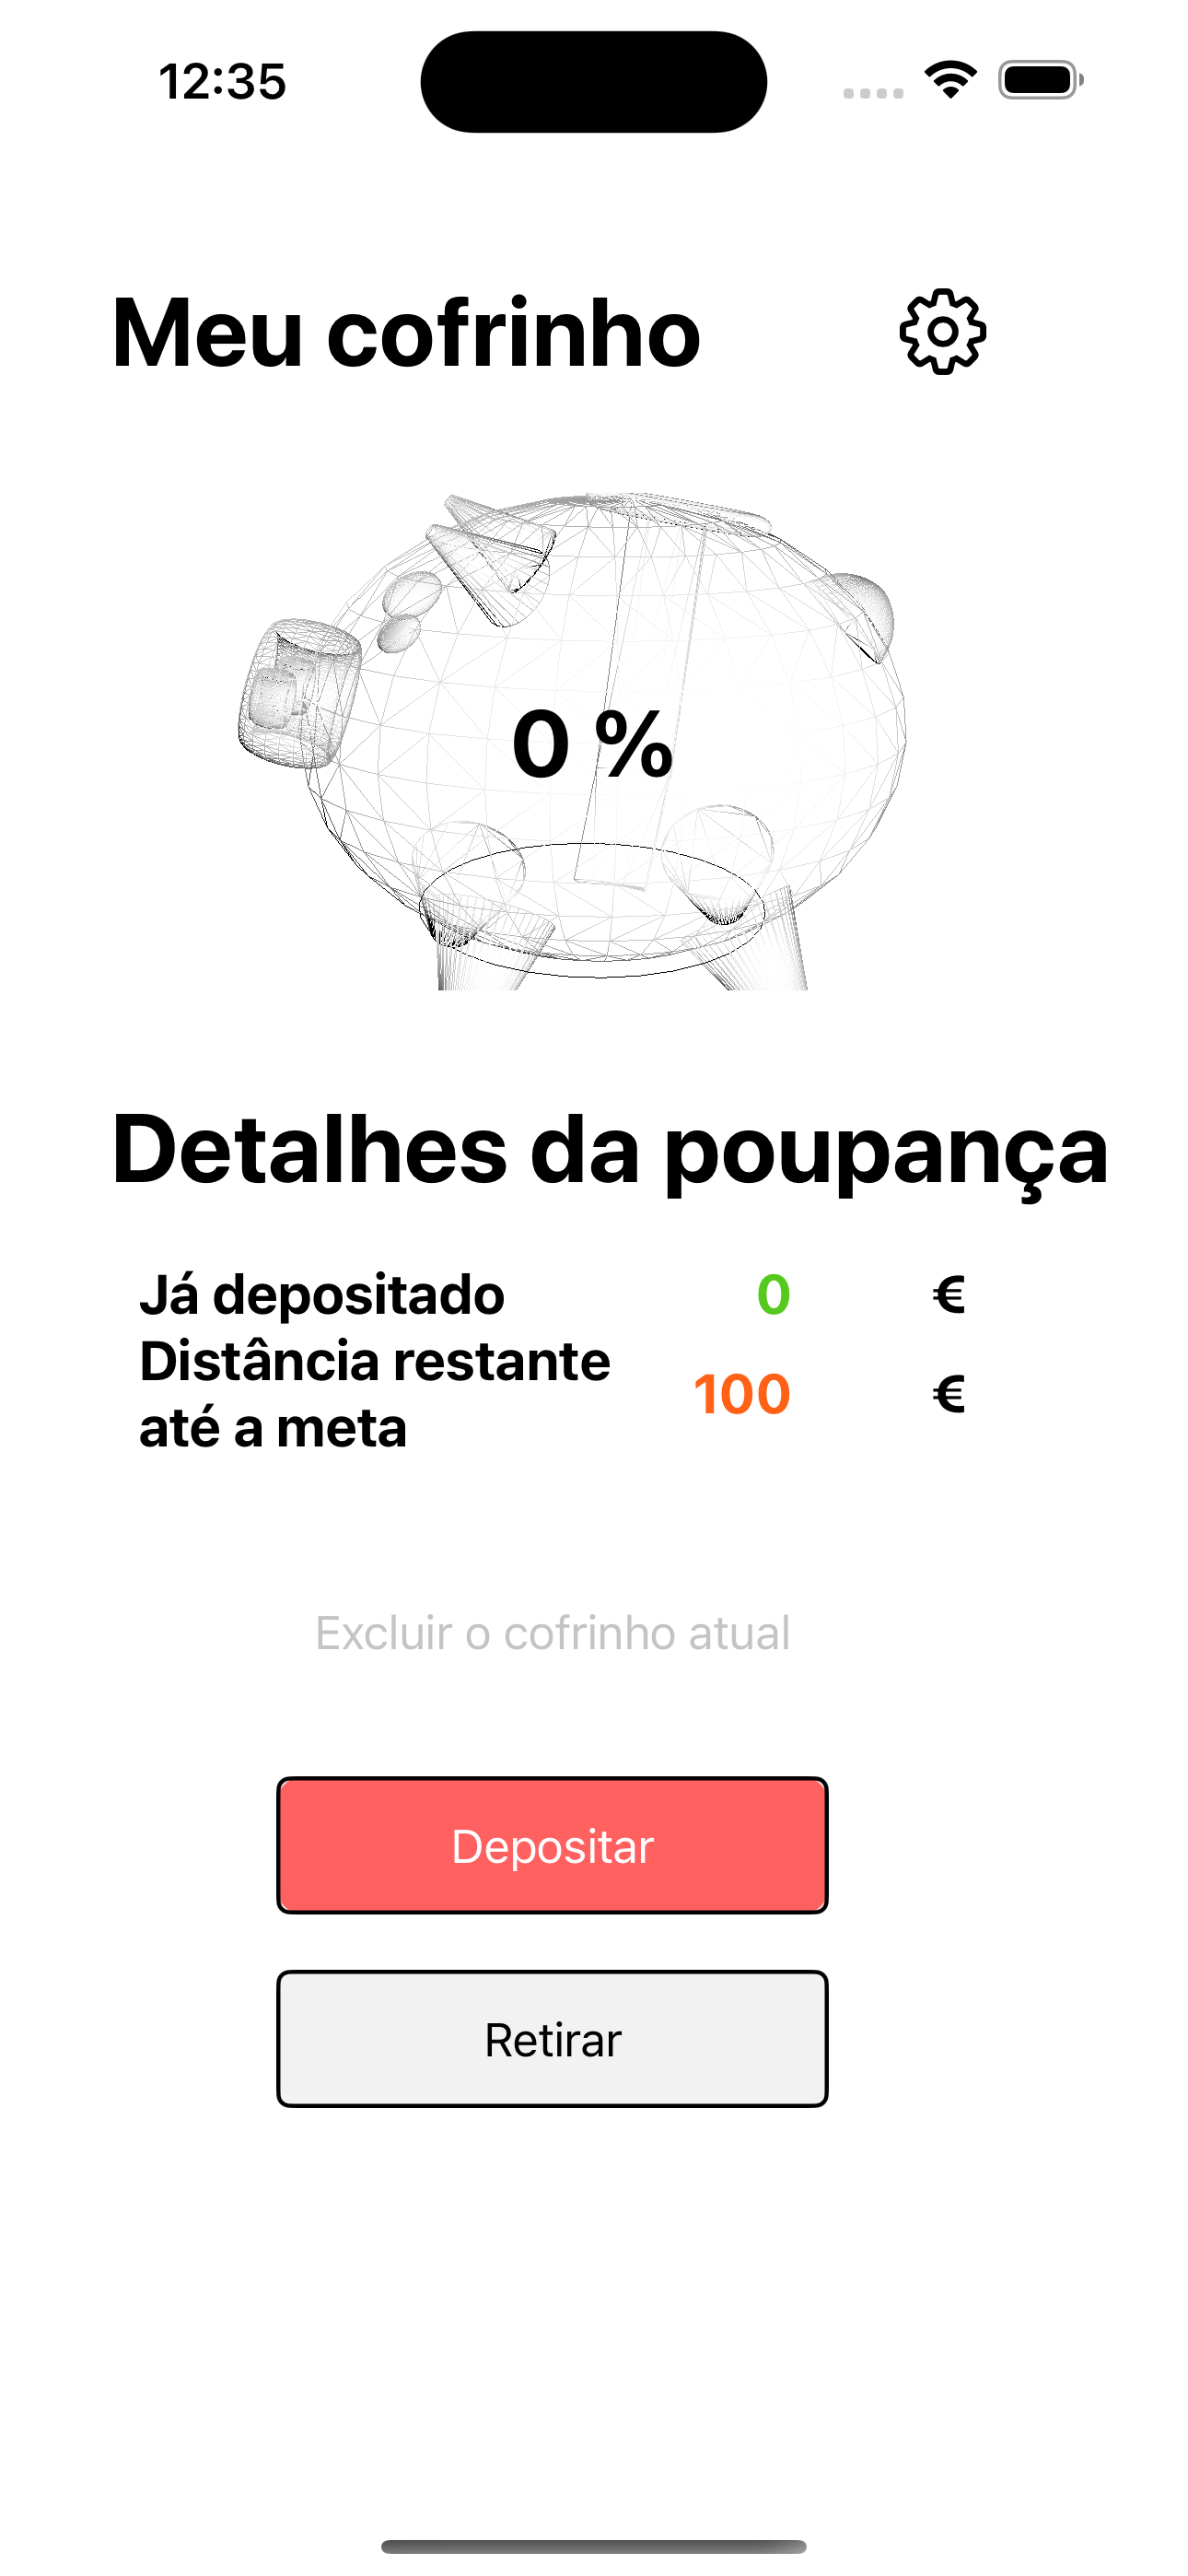 12:35
Meu cofrinho
0 %
Detalhes da poupança
Já depositado 0 €
Distância restante
até a meta 100 €
Excluir o cofrinho atual
Depositar
Retirar